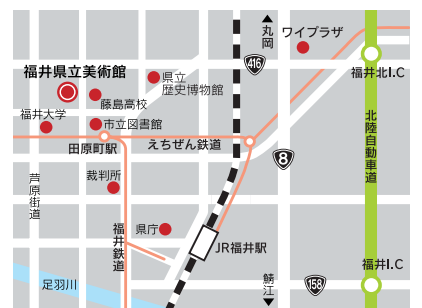 丸岡
ワイプラザ
416
福井北I.C
福井県立美術館
県立
歴史博物館
藤島高校
福井大学
市立図書館
田原町駅
えちぜん鉄道
8
北陸自動車道
芦原街道
裁判所
福井鉄道
県庁
JR福井駅
福井I.C
足羽川
鯖江
158